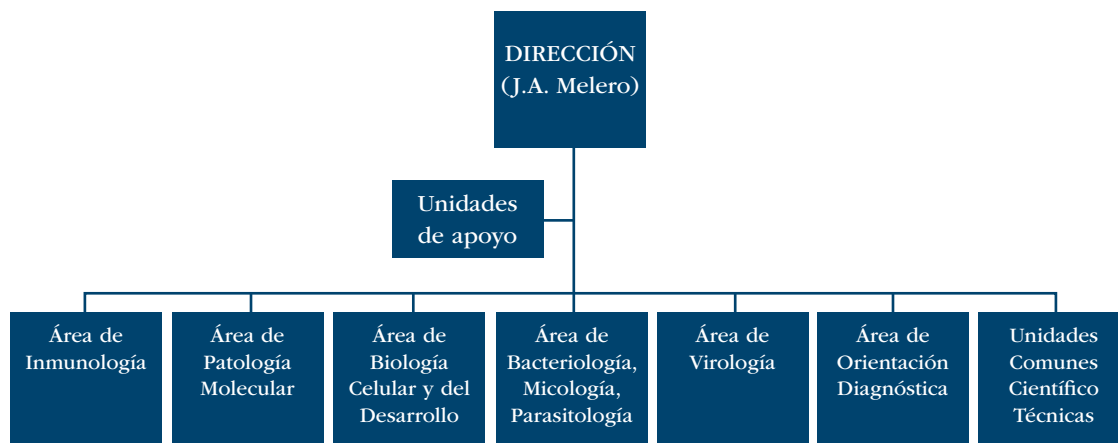 DIRECCIÓN
(J.A. Melero)
Unidades
de apoyo
Área de
Inmunología
Área de
Patología
Molecular
Área de
Biología
Celular y del
Desarrollo
Área de
Bacteriología,
Micología,
Parasitología
Área de
Virología
Área de
Orientación
Diagnóstica
Unidades
Comunes
Científico
Técnicas